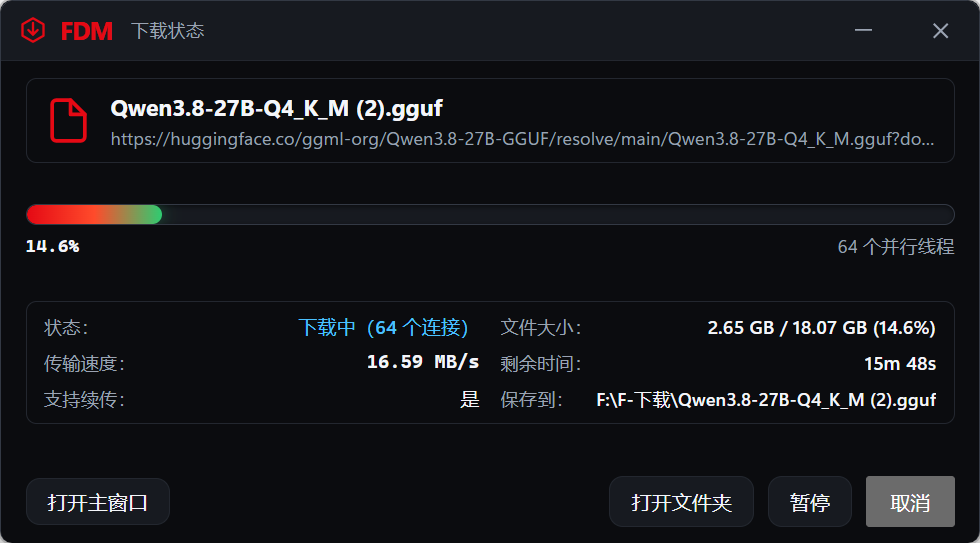 FDM 下载状态
Qwen3.8-27B-Q4_K_M (2).gguf
https://huggingface.co/ggml-org/Qwen3.8-27B-GGUF/resolve/main/Qwen3.8-27B-Q4_K_M.gguf?do...
14.6% 64 个并行线程
状态: 下载中（64 个连接） 文件大小: 2.65 GB / 18.07 GB (14.6%)
传输速度: 16.59 MB/s 剩余时间: 15m 48s
支持续传: 是 保存到: F:\F-下载\Qwen3.8-27B-Q4_K_M (2).gguf
打开主窗口 打开文件夹 暂停 取消